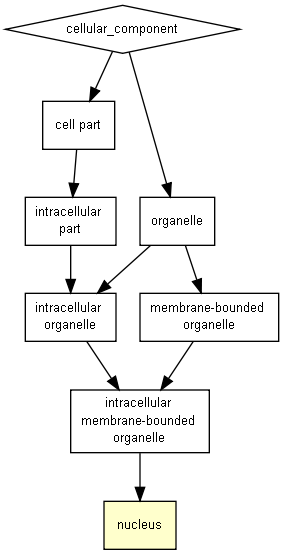 cellular_component
cell part
intracellular
part
organelle
intracellular
organelle
membrane-bounded
organelle
intracellular
membrane-bounded
organelle
nucleus